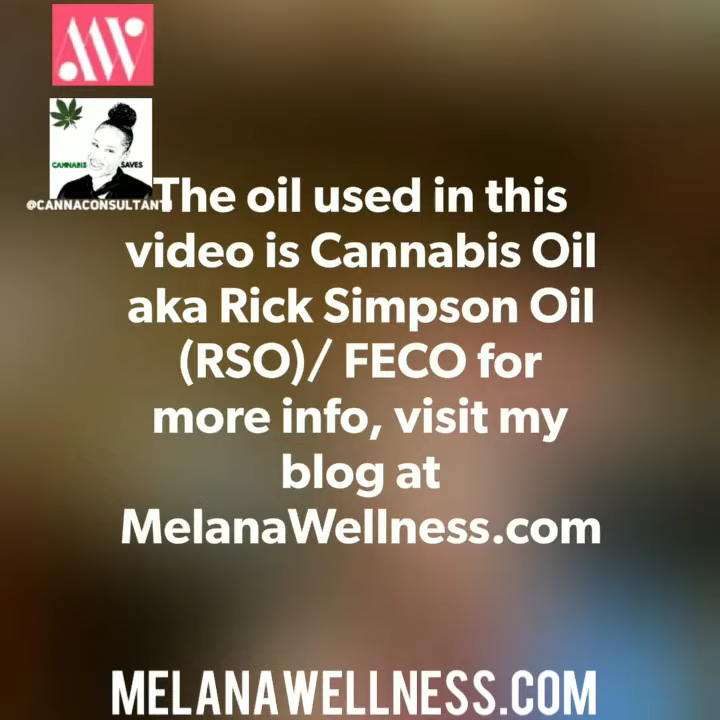 MW
CANNABIS SAVES
@CANNACONSULTANT
The oil used in this
video is Cannabis Oil
aka Rick Simpson Oil
(RSO)/ FECO for
more info, visit my
blog at
MelanaWellness.com
MELANAWELLNESS.COM